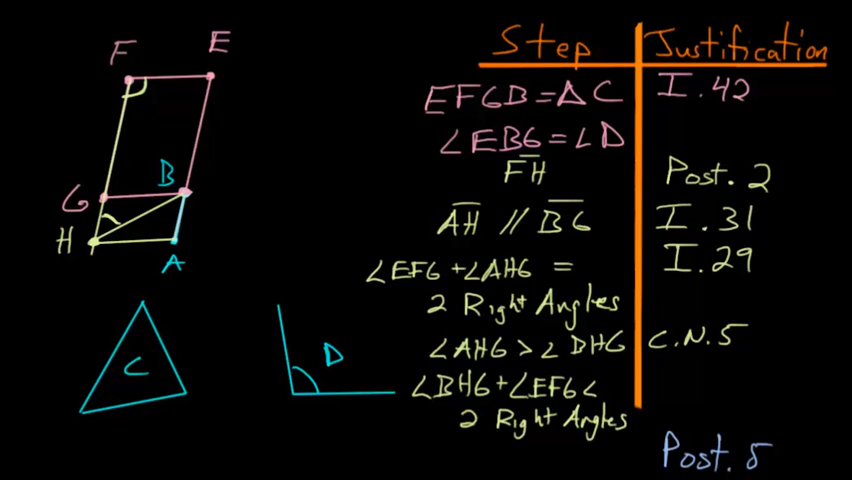 Step Justification
EFGB = △C I.42
∠EBG = ∠D
FH Post. 2
AH // BG I.31
∠EFG + ∠AHG = I.29
2 Right Angles
∠AHG > ∠BHG C.N.5
∠BHG + ∠EFG <
2 Right Angles
Post. 5
F E
B
G
H
A
C
D